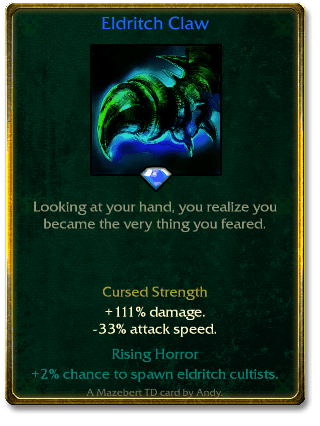 Eldritch Claw
Looking at your hand, you realize you
became the very thing you feared.
Cursed Strength
+111% damage.
-33% attack speed.
Rising Horror
+2% chance to spawn eldritch cultists.
A Mazebert TD card by Andy.